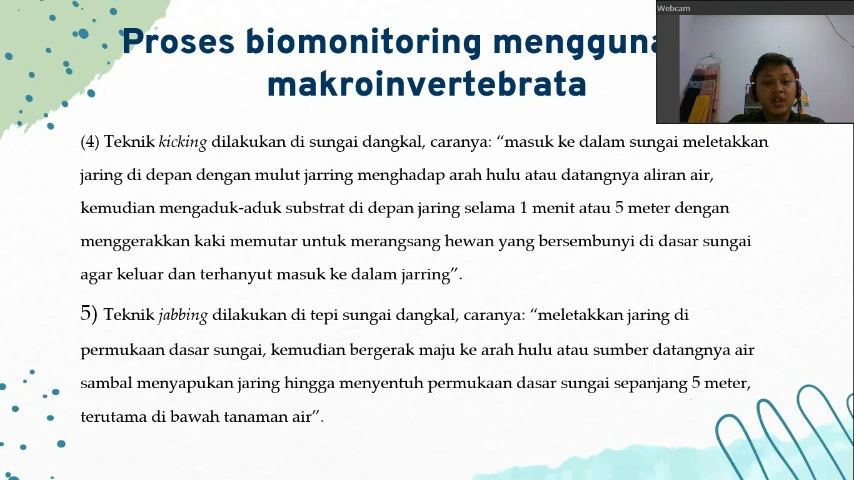 Webcam
Proses biomonitoring mengguna
makroinvertebrata
(4) Teknik kicking dilakukan di sungai dangkal, caranya: “masuk ke dalam sungai meletakkan
jaring di depan dengan mulut jarring menghadap arah hulu atau datangnya aliran air,
kemudian mengaduk-aduk substrat di depan jaring selama 1 menit atau 5 meter dengan
menggerakkan kaki memutar untuk merangsang hewan yang bersembunyi di dasar sungai
agar keluar dan terhanyut masuk ke dalam jarring”.
5) Teknik jabbing dilakukan di tepi sungai dangkal, caranya: “meletakkan jaring di
permukaan dasar sungai, kemudian bergerak maju ke arah hulu atau sumber datangnya air
sambal menyapukan jaring hingga menyentuh permukaan dasar sungai sepanjang 5 meter,
terutama di bawah tanaman air”.